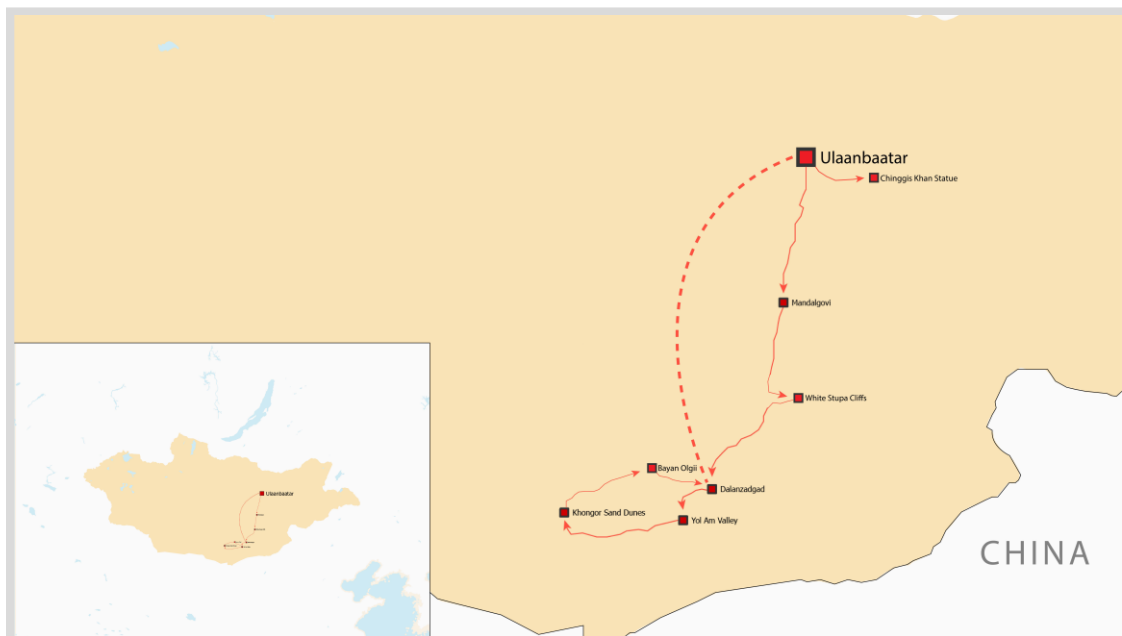 Ulaanbaatar
Chinggis Khan Statue
Mandalgovi
White Stupa Cliffs
Bayan Olgii
Dalanzadgad
Khongor Sand Dunes
Yol Am Valley
CHINA
Ulaanbaatar